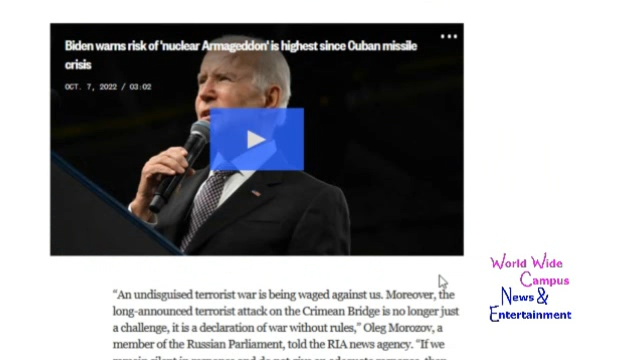 Biden warns risk of 'nuclear Armageddon' is highest since Cuban missile
crisis
OCT. 7, 2022 / 03:02
World Wide
Campus
News &
Entertainment
"An undisguised terrorist war is being waged against us. Moreover, the
long-announced terrorist attack on the Crimean Bridge is no longer just
a challenge, it is a declaration of war without rules," Oleg Morozov, a
member of the Russian Parliament, told the RIA news agency. "If we